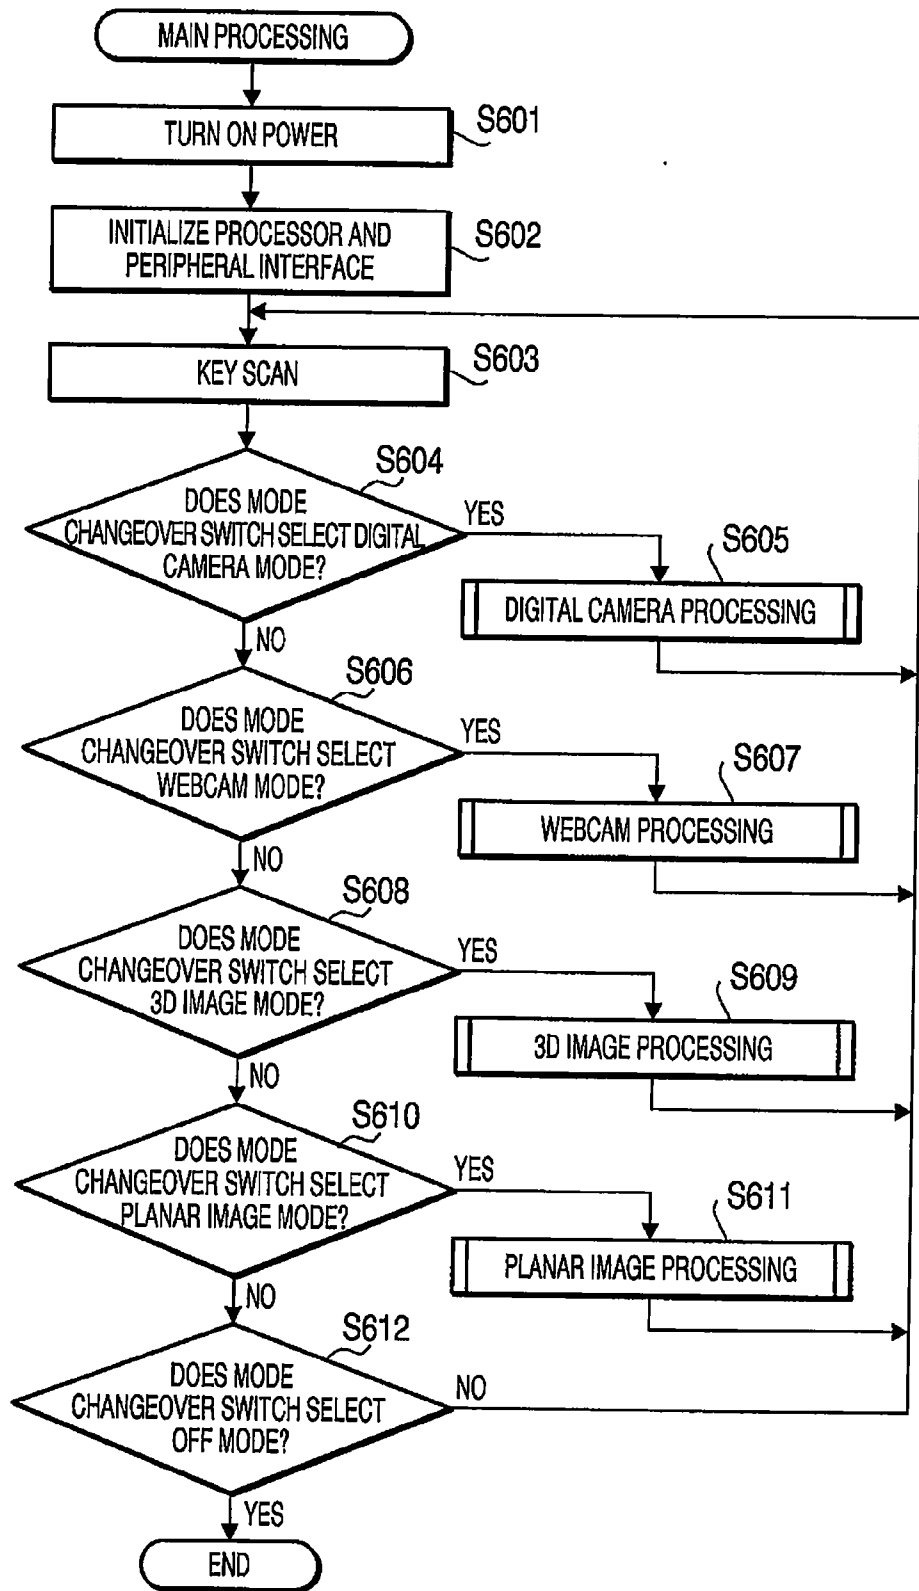 MAIN PROCESSING
TURN ON POWER
S601
INITIALIZE PROCESSOR AND
PERIPHERAL INTERFACE
S602
KEY SCAN
S603
S604
DOES MODE
CHANGEOVER SWITCH SELECT DIGITAL
CAMERA MODE?
YES
S605
DIGITAL CAMERA PROCESSING
NO
S606
DOES MODE
CHANGEOVER SWITCH SELECT
WEBCAM MODE?
YES
S607
WEBCAM PROCESSING
NO
S608
DOES MODE
CHANGEOVER SWITCH SELECT
3D IMAGE MODE?
YES
S609
3D IMAGE PROCESSING
NO
S610
DOES MODE
CHANGEOVER SWITCH SELECT
PLANAR IMAGE MODE?
YES
S611
PLANAR IMAGE PROCESSING
NO
S612
DOES MODE
CHANGEOVER SWITCH SELECT
OFF MODE?
NO
YES
END